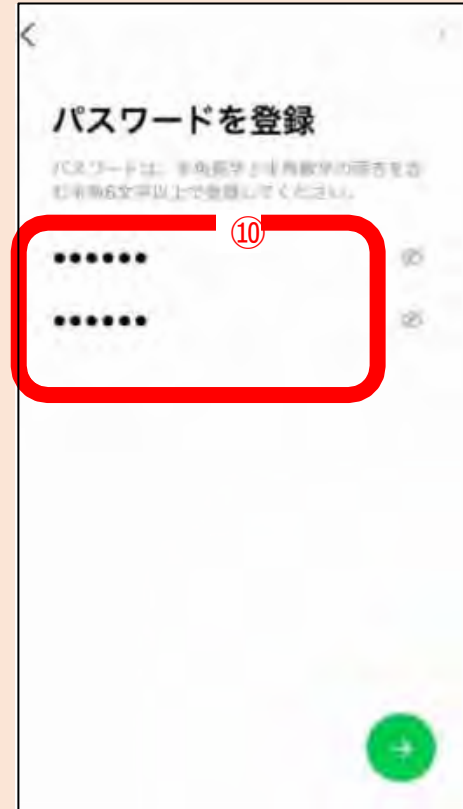 パスワードを登録
パスワードは、半角英字と半角数字の両方を含
む半角6文字以上で登録してください。
⑩
●●●●●●
●●●●●●